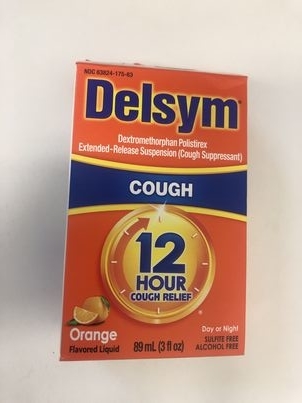 NDC 63824-175-63
Delsym®
Dextromethorphan Polistirex
Extended-Release Suspension (Cough Suppressant)
COUGH
12
HOUR
COUGH RELIEF
Orange
Flavored Liquid
89 mL (3 fl oz)
Day or Night
SULFITE FREE
ALCOHOL FREE